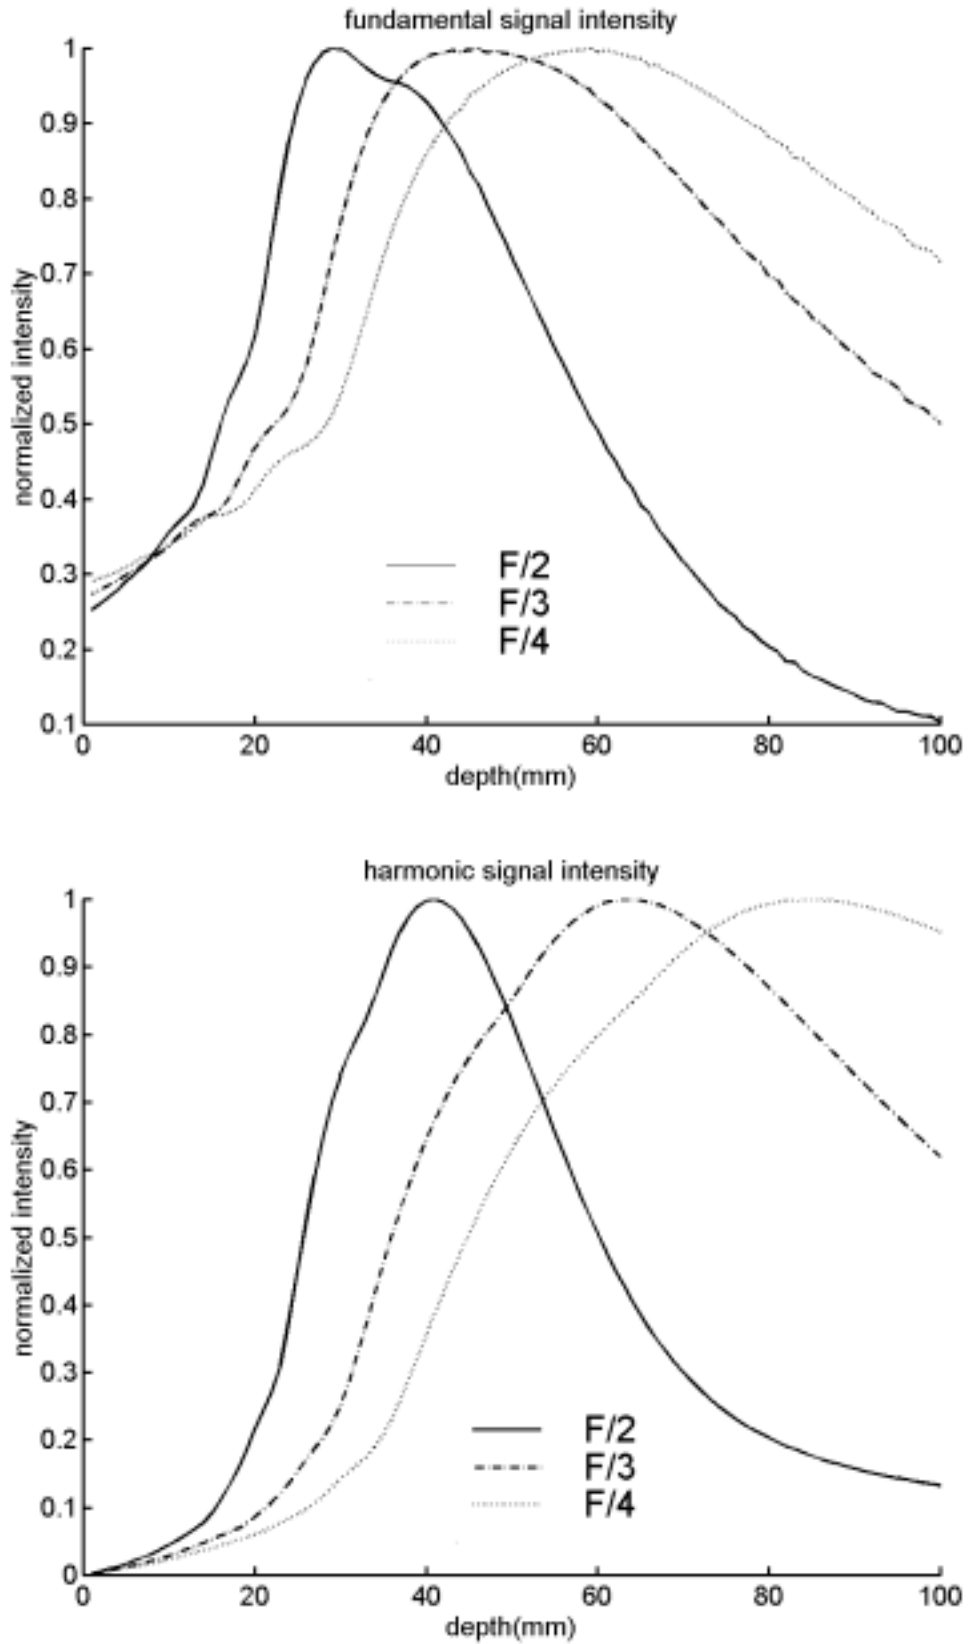 fundamental signal intensity
1
0.9
0.8
0.7
0.6
0.5
0.4
0.3
0.2
0.1
normalized intensity
F/2
F/3
F/4
0 20 40 60 80 100
depth(mm)
harmonic signal intensity
1
0.9
0.8
0.7
0.6
0.5
0.4
0.3
0.2
0.1
0
normalized intensity
F/2
F/3
F/4
0 20 40 60 80 100
depth(mm)